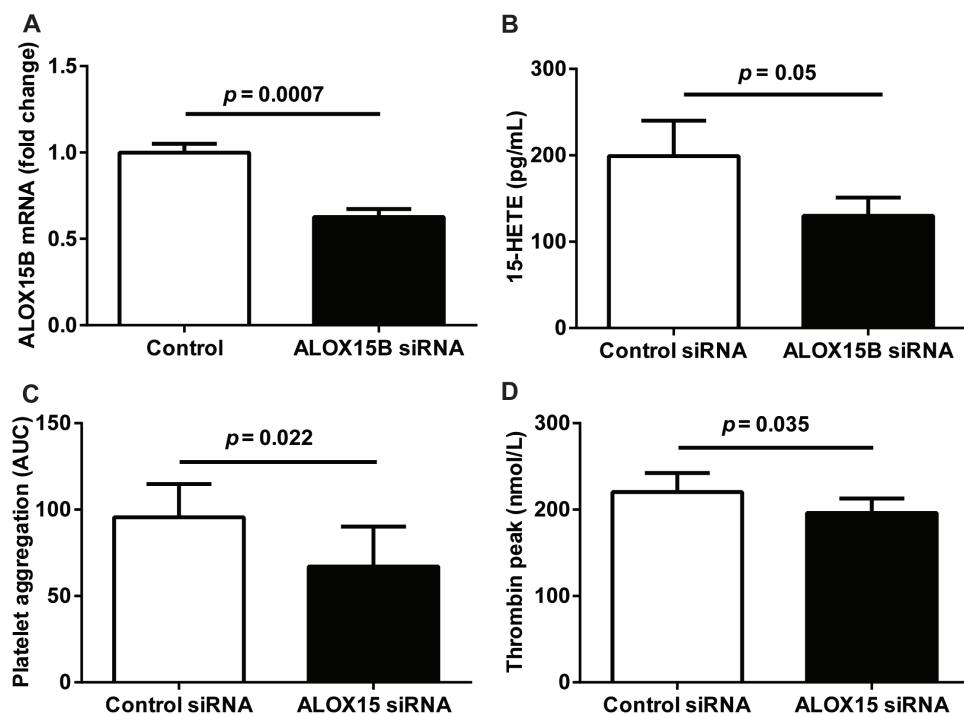 A
ALOX15B mRNA (fold change)
1.5
1.0
0.5
0.0
p = 0.0007
Control
ALOX15B siRNA
B
15-HETE (pg/mL)
300
200
100
0
p = 0.05
Control siRNA
ALOX15B siRNA
C
Platelet aggregation (AUC)
150
100
50
0
p = 0.022
Control siRNA
ALOX15 siRNA
D
Thrombin peak (nmol/L)
300
200
100
0
p = 0.035
Control siRNA
ALOX15 siRNA